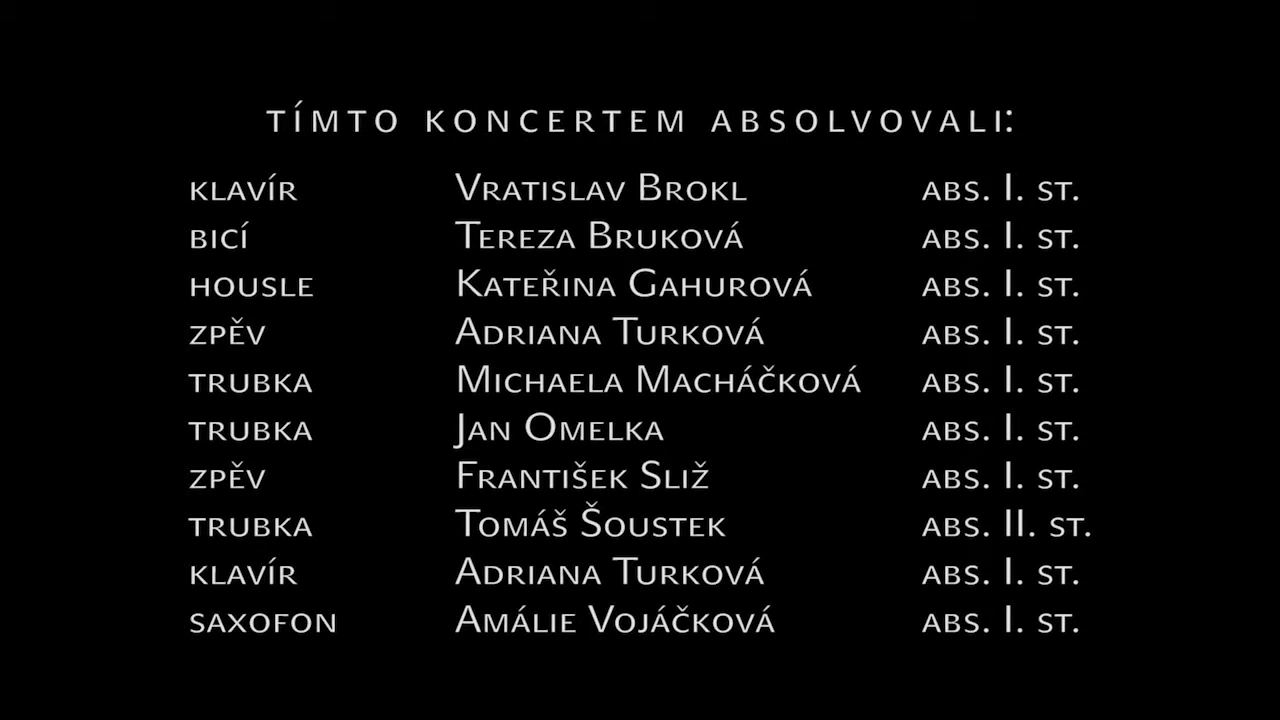 TÍMTO KONCERTEM ABSOLVOVALI:
KLAVÍR VRATISLAV BROKL ABS. I. ST.
BICÍ TEREZA BRUKOVÁ ABS. I. ST.
HOUSLE KATEŘINA GAHUROVÁ ABS. I. ST.
ZPĚV ADRIANA TURKOVÁ ABS. I. ST.
TRUBKA MICHAELA MACHÁČKOVÁ ABS. I. ST.
TRUBKA JAN OMELKA ABS. I. ST.
ZPĚV FRANTIŠEK SLIŽ ABS. I. ST.
TRUBKA TOMÁŠ ŠOUSTEK ABS. II. ST.
KLAVÍR ADRIANA TURKOVÁ ABS. I. ST.
SAXOFON AMÁLIE VOJÁČKOVÁ ABS. I. ST.